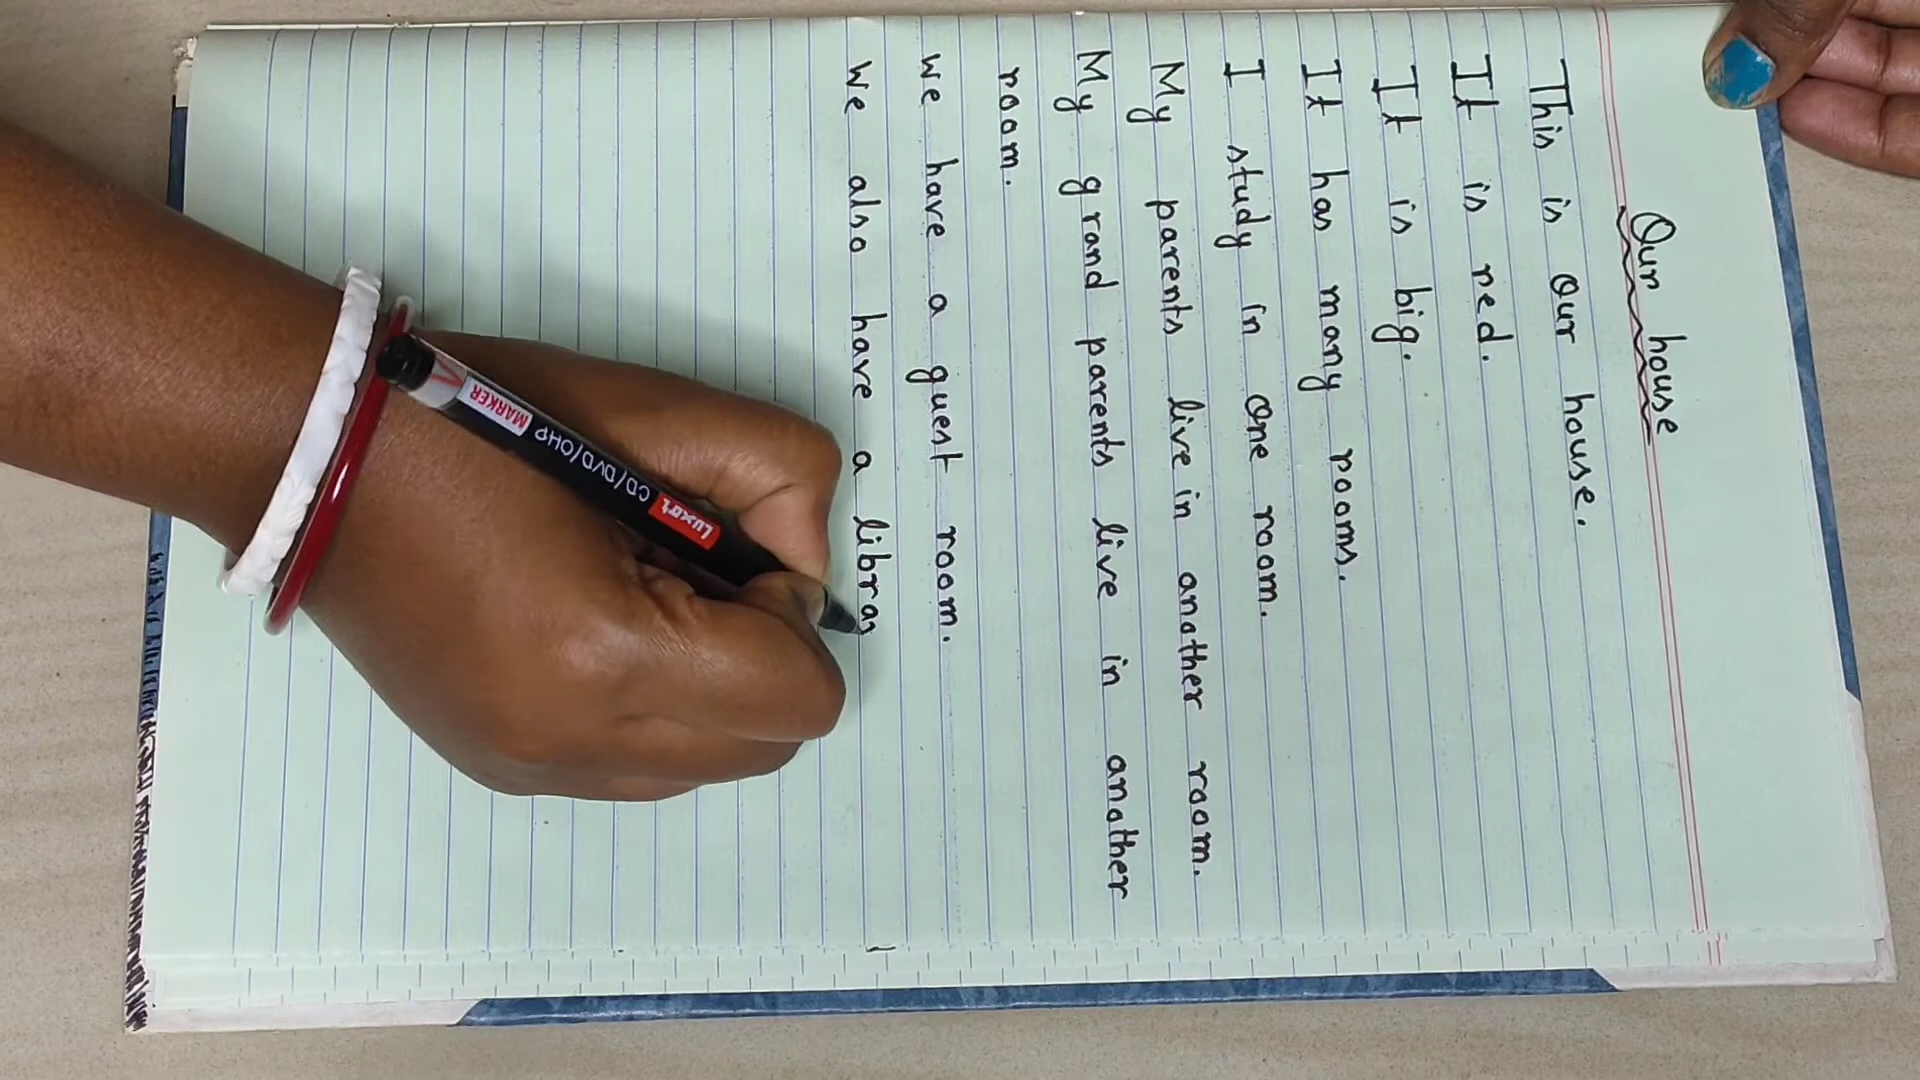 Our house
This is our house.
It is red.
It is big.
It has many rooms.
I study in one room.
My parents live in another room.
My grand parents live in another
room.
We have a guest room.
We also have a librar
Luxor CD/DVD/OHP MARKER